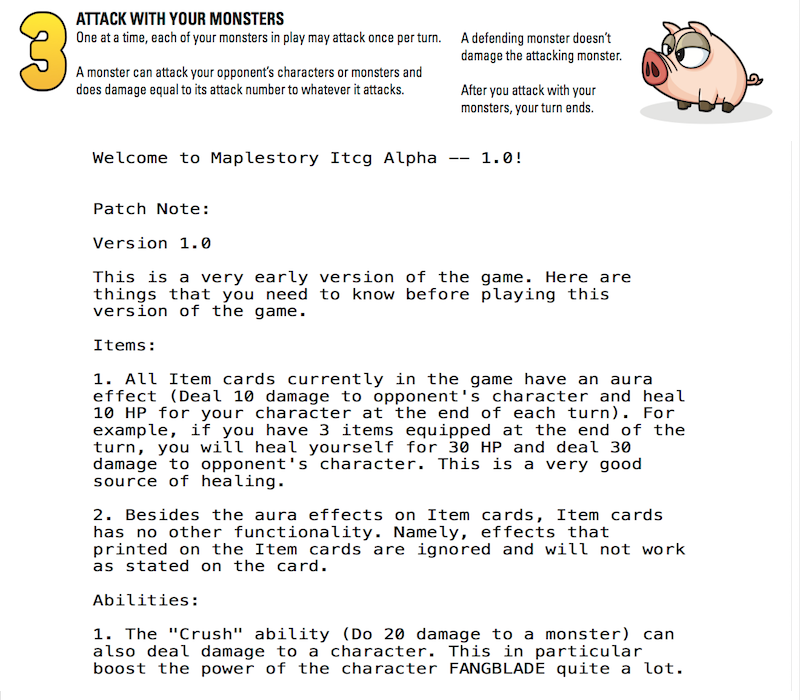 3
ATTACK WITH YOUR MONSTERS
One at a time, each of your monsters in play may attack once per turn.
A monster can attack your opponent's characters or monsters and
does damage equal to its attack number to whatever it attacks.
A defending monster doesn't
damage the attacking monster.
After you attack with your
monsters, your turn ends.
Welcome to Maplestory Itcg Alpha -- 1.0!
Patch Note:
Version 1.0
This is a very early version of the game. Here are
things that you need to know before playing this
version of the game.
Items:
1. All Item cards currently in the game have an aura
effect (Deal 10 damage to opponent's character and heal
10 HP for your character at the end of each turn). For
example, if you have 3 items equipped at the end of the
turn, you will heal yourself for 30 HP and deal 30
damage to opponent's character. This is a very good
source of healing.
2. Besides the aura effects on Item cards, Item cards
has no other functionality. Namely, effects that
printed on the Item cards are ignored and will not work
as stated on the card.
Abilities:
1. The "Crush" ability (Do 20 damage to a monster) can
also deal damage to a character. This in particular
boost the power of the character FANGBLADE quite a lot.